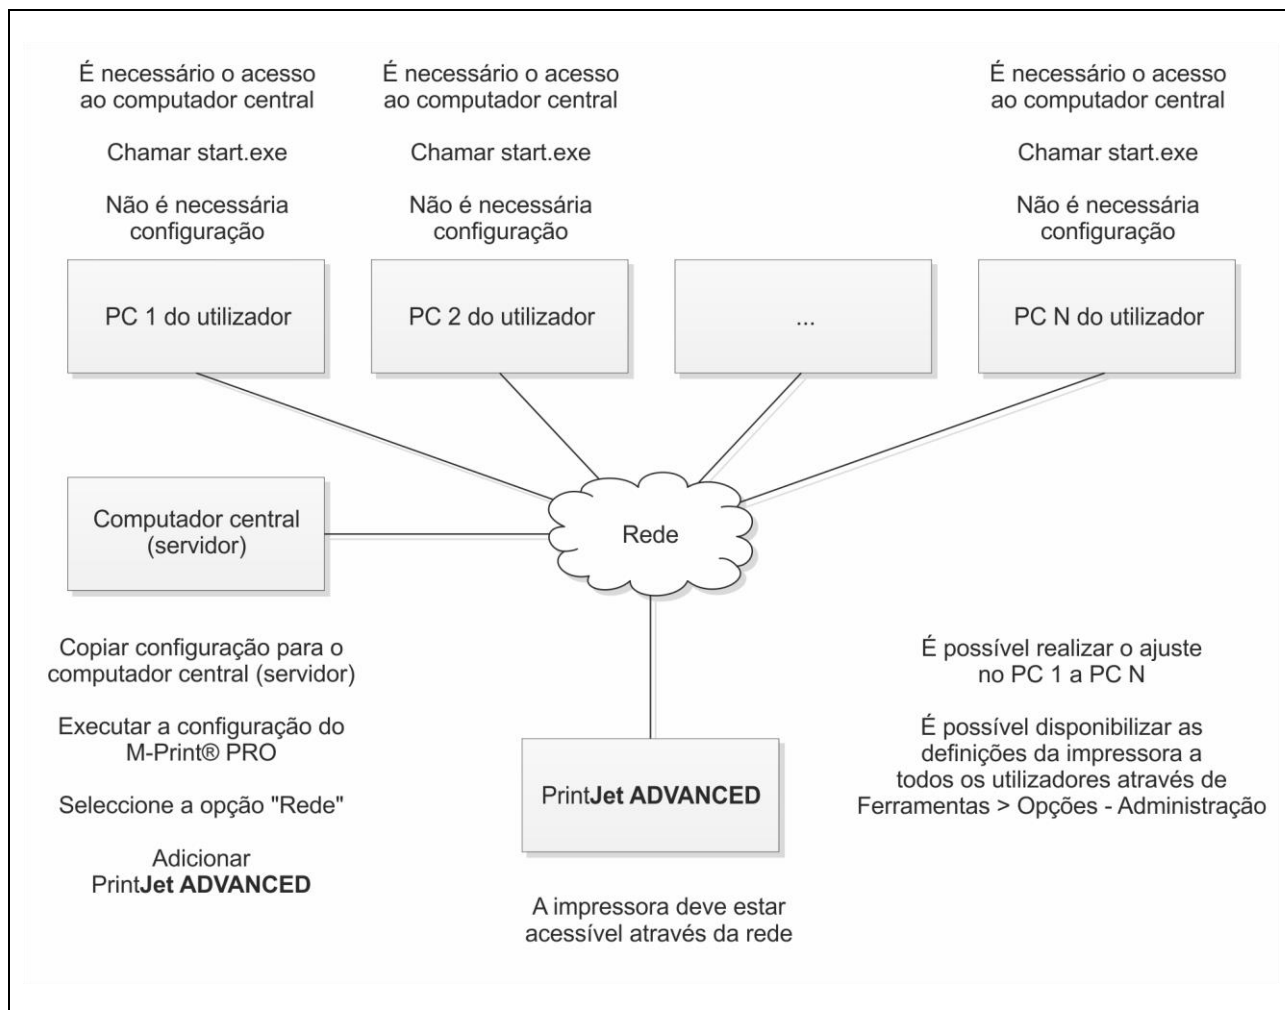 É necessário o acesso
ao computador central
Chamar start.exe
Não é necessária
configuração
PC 1 do utilizador
É necessário o acesso
ao computador central
Chamar start.exe
Não é necessária
configuração
PC 2 do utilizador
...
É necessário o acesso
ao computador central
Chamar start.exe
Não é necessária
configuração
PC N do utilizador
Computador central
(servidor)
Rede
Copiar configuração para o
computador central (servidor)
Executar a configuração do
M-Print® PRO
Seleccione a opção "Rede"
Adicionar
PrintJet ADVANCED
PrintJet ADVANCED
A impressora deve estar
acessível através da rede
É possível realizar o ajuste
no PC 1 a PC N
É possível disponibilizar as
definições da impressora a
todos os utilizadores através de
Ferramentas > Opções - Administração